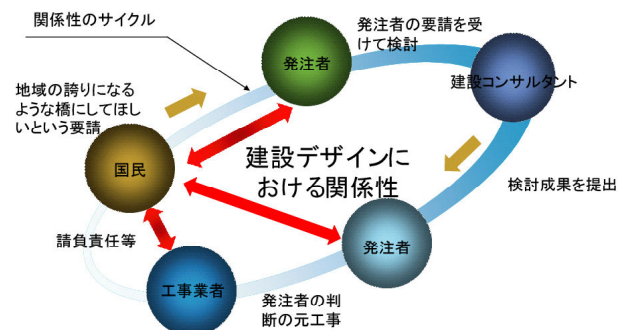 関係性のサイクル
発注者の要請を受
けて検討
発注者
建設コンサルタント
地域の誇りになる
ような橋にしてほし
いという要請
国民
建設デザインに
おける関係性
検討成果を提出
発注者
請負責任等
工事業者
発注者の判
断の元工事